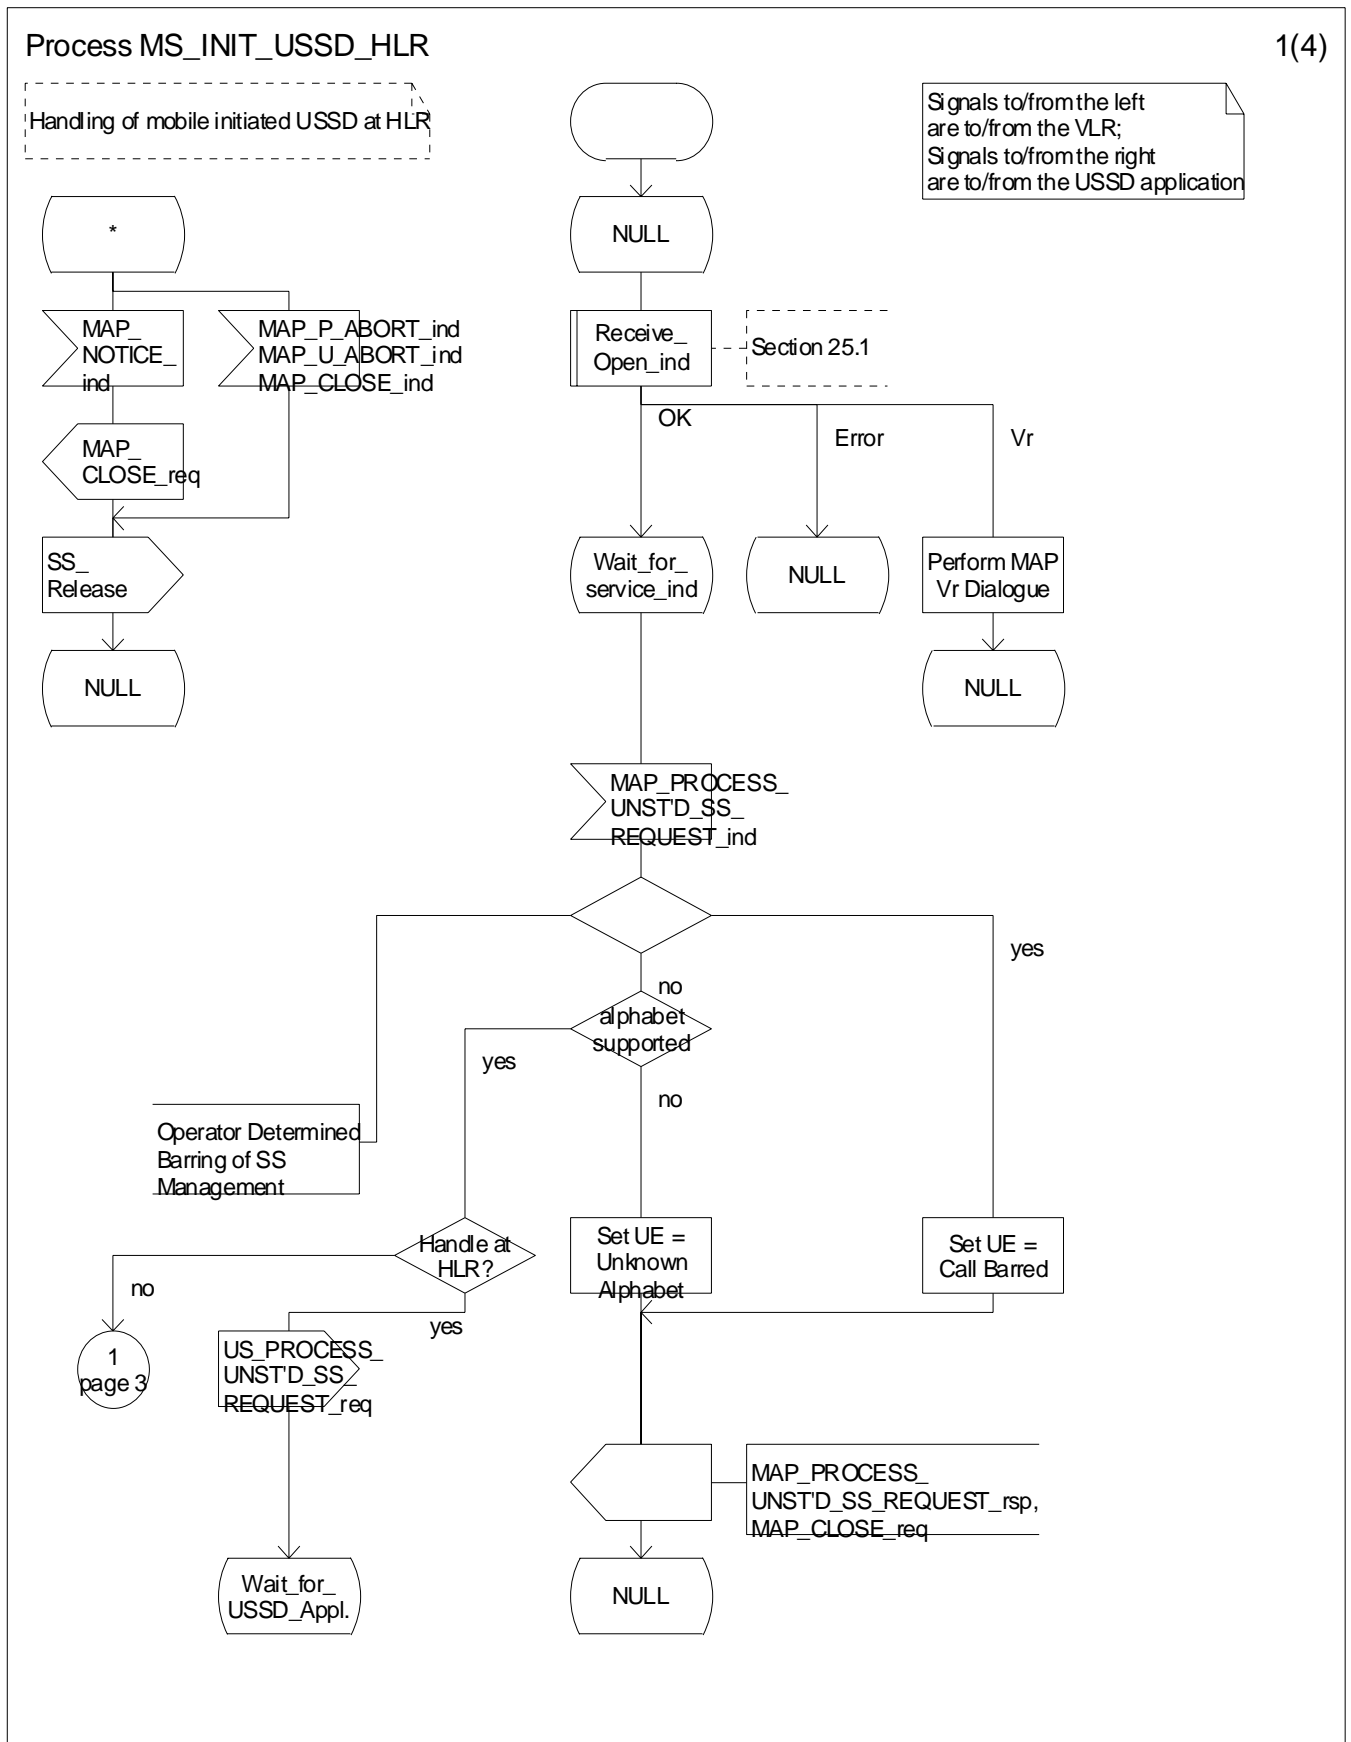 Process MS_INIT_USSD_HLR
1(4)
Handling of mobile initiated USSD at HLR
Signals to/from the left
are to/from the VLR;
Signals to/from the right
are to/from the USSD application
*
NULL
MAP_
NOTICE_
ind
MAP_P_ABORT_ind
MAP_U_ABORT_ind
MAP_CLOSE_ind
Receive_
Open_ind
Section 25.1
OK
Error
Vr
MAP_
CLOSE_req
SS_
Release
Wait_for_
service_ind
NULL
Perform MAP
Vr Dialogue
NULL
NULL
MAP_PROCESS_
UNST'D_SS_
REQUEST_ind
yes
no
alphabet
supported
yes
no
Operator Determined
Barring of SS
Management
Handle at
HLR?
Set UE =
Unknown
Alphabet
Set UE =
Call Barred
no
yes
1
page 3
US_PROCESS_
UNST'D_SS_
REQUEST_req
MAP_PROCESS_
UNST'D_SS_REQUEST_rsp,
MAP_CLOSE_req
Wait_for_
USSD_Appl.
NULL